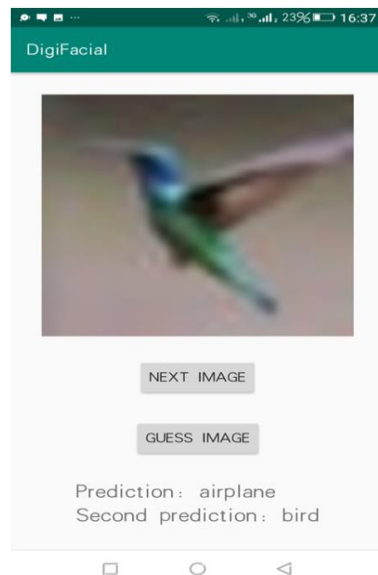 23% 16:37
DigiFacial
NEXT IMAGE
GUESS IMAGE
Prediction: airplane
Second prediction: bird